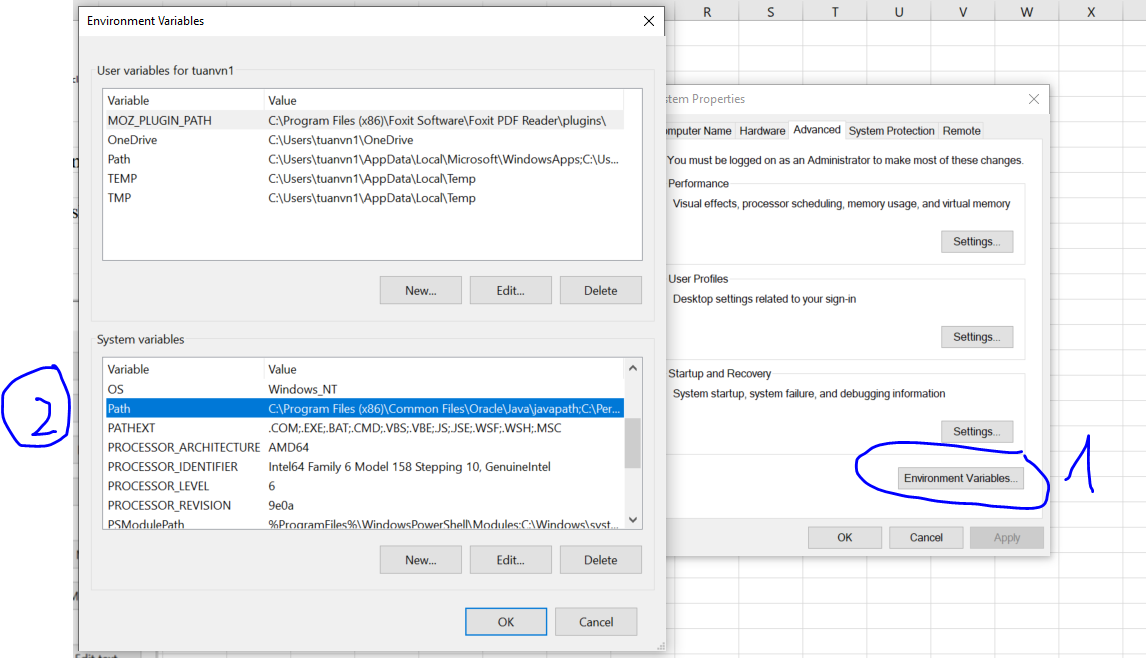 R S T U V W X
Environment Variables
User variables for tuanvn1
Variable Value
MOZ_PLUGIN_PATH C:\Program Files (x86)\Foxit Software\Foxit PDF Reader\plugins\
OneDrive C:\Users\tuanvn1\OneDrive
Path C:\Users\tuanvn1\AppData\Local\Microsoft\WindowsApps;C:\Us...
TEMP C:\Users\tuanvn1\AppData\Local\Temp
TMP C:\Users\tuanvn1\AppData\Local\Temp
New... Edit... Delete
System variables
Variable Value
OS Windows_NT
Path C:\Program Files (x86)\Common Files\Oracle\Java\javapath;C:\Per...
PATHEXT .COM;.EXE;.BAT;.CMD;.VBS;.VBE;.JS;.JSE;.WSF;.WSH;.MSC
PROCESSOR_ARCHITECTURE AMD64
PROCESSOR_IDENTIFIER Intel64 Family 6 Model 158 Stepping 10, GenuineIntel
PROCESSOR_LEVEL 6
PROCESSOR_REVISION 9e0a
PSModulePath %ProgramFiles%\WindowsPowerShell\Modules;C:\Windows\syst...
New... Edit... Delete
OK Cancel
2
stem Properties
omputer Name Hardware Advanced System Protection Remote
You must be logged on as an Administrator to make most of these changes.
Performance
Visual effects, processor scheduling, memory usage, and virtual memory
Settings...
User Profiles
Desktop settings related to your sign-in
Settings...
Startup and Recovery
System startup, system failure, and debugging information
Settings...
Environment Variables...
1
OK Cancel Apply
Edit text